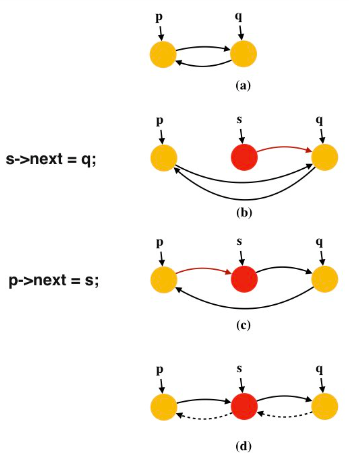 p q
(a)
p s q
s->next = q;
(b)
p s q
p->next = s;
(c)
p s q
(d)